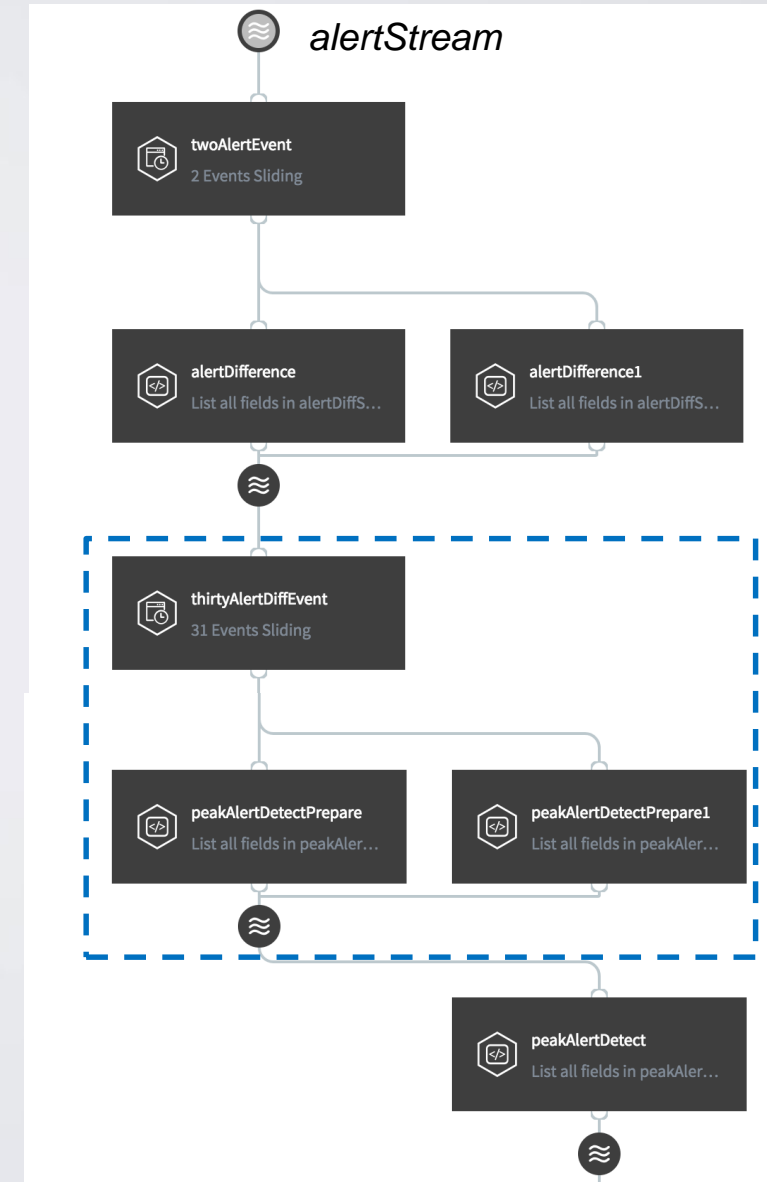 alertStream
twoAlertEvent
2 Events Sliding
alertDifference
List all fields in alertDiffS...
alertDifference1
List all fields in alertDiffS...
thirtyAlertDiffEvent
31 Events Sliding
peakAlertDetectPrepare
List all fields in peakAler...
peakAlertDetectPrepare1
List all fields in peakAler...
peakAlertDetect
List all fields in peakAler...